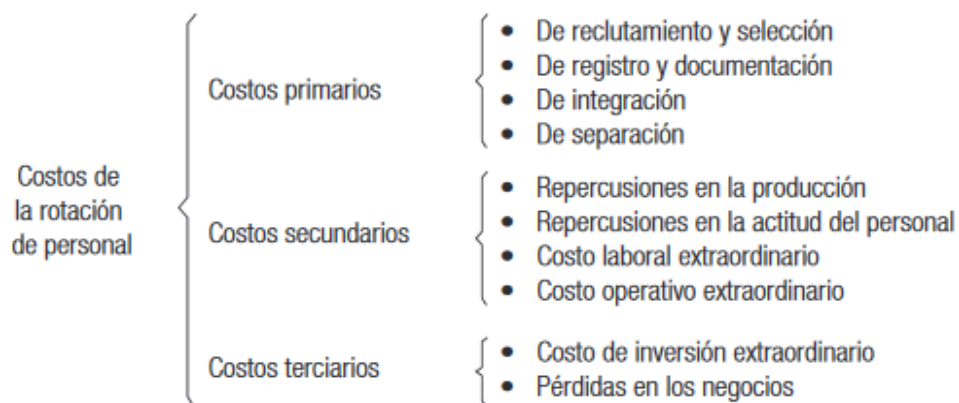 Costos de
la rotación
de personal
Costos primarios
• De reclutamiento y selección
• De registro y documentación
• De integración
• De separación
Costos secundarios
• Repercusiones en la producción
• Repercusiones en la actitud del personal
• Costo laboral extraordinario
• Costo operativo extraordinario
Costos terciarios
• Costo de inversión extraordinario
• Pérdidas en los negocios